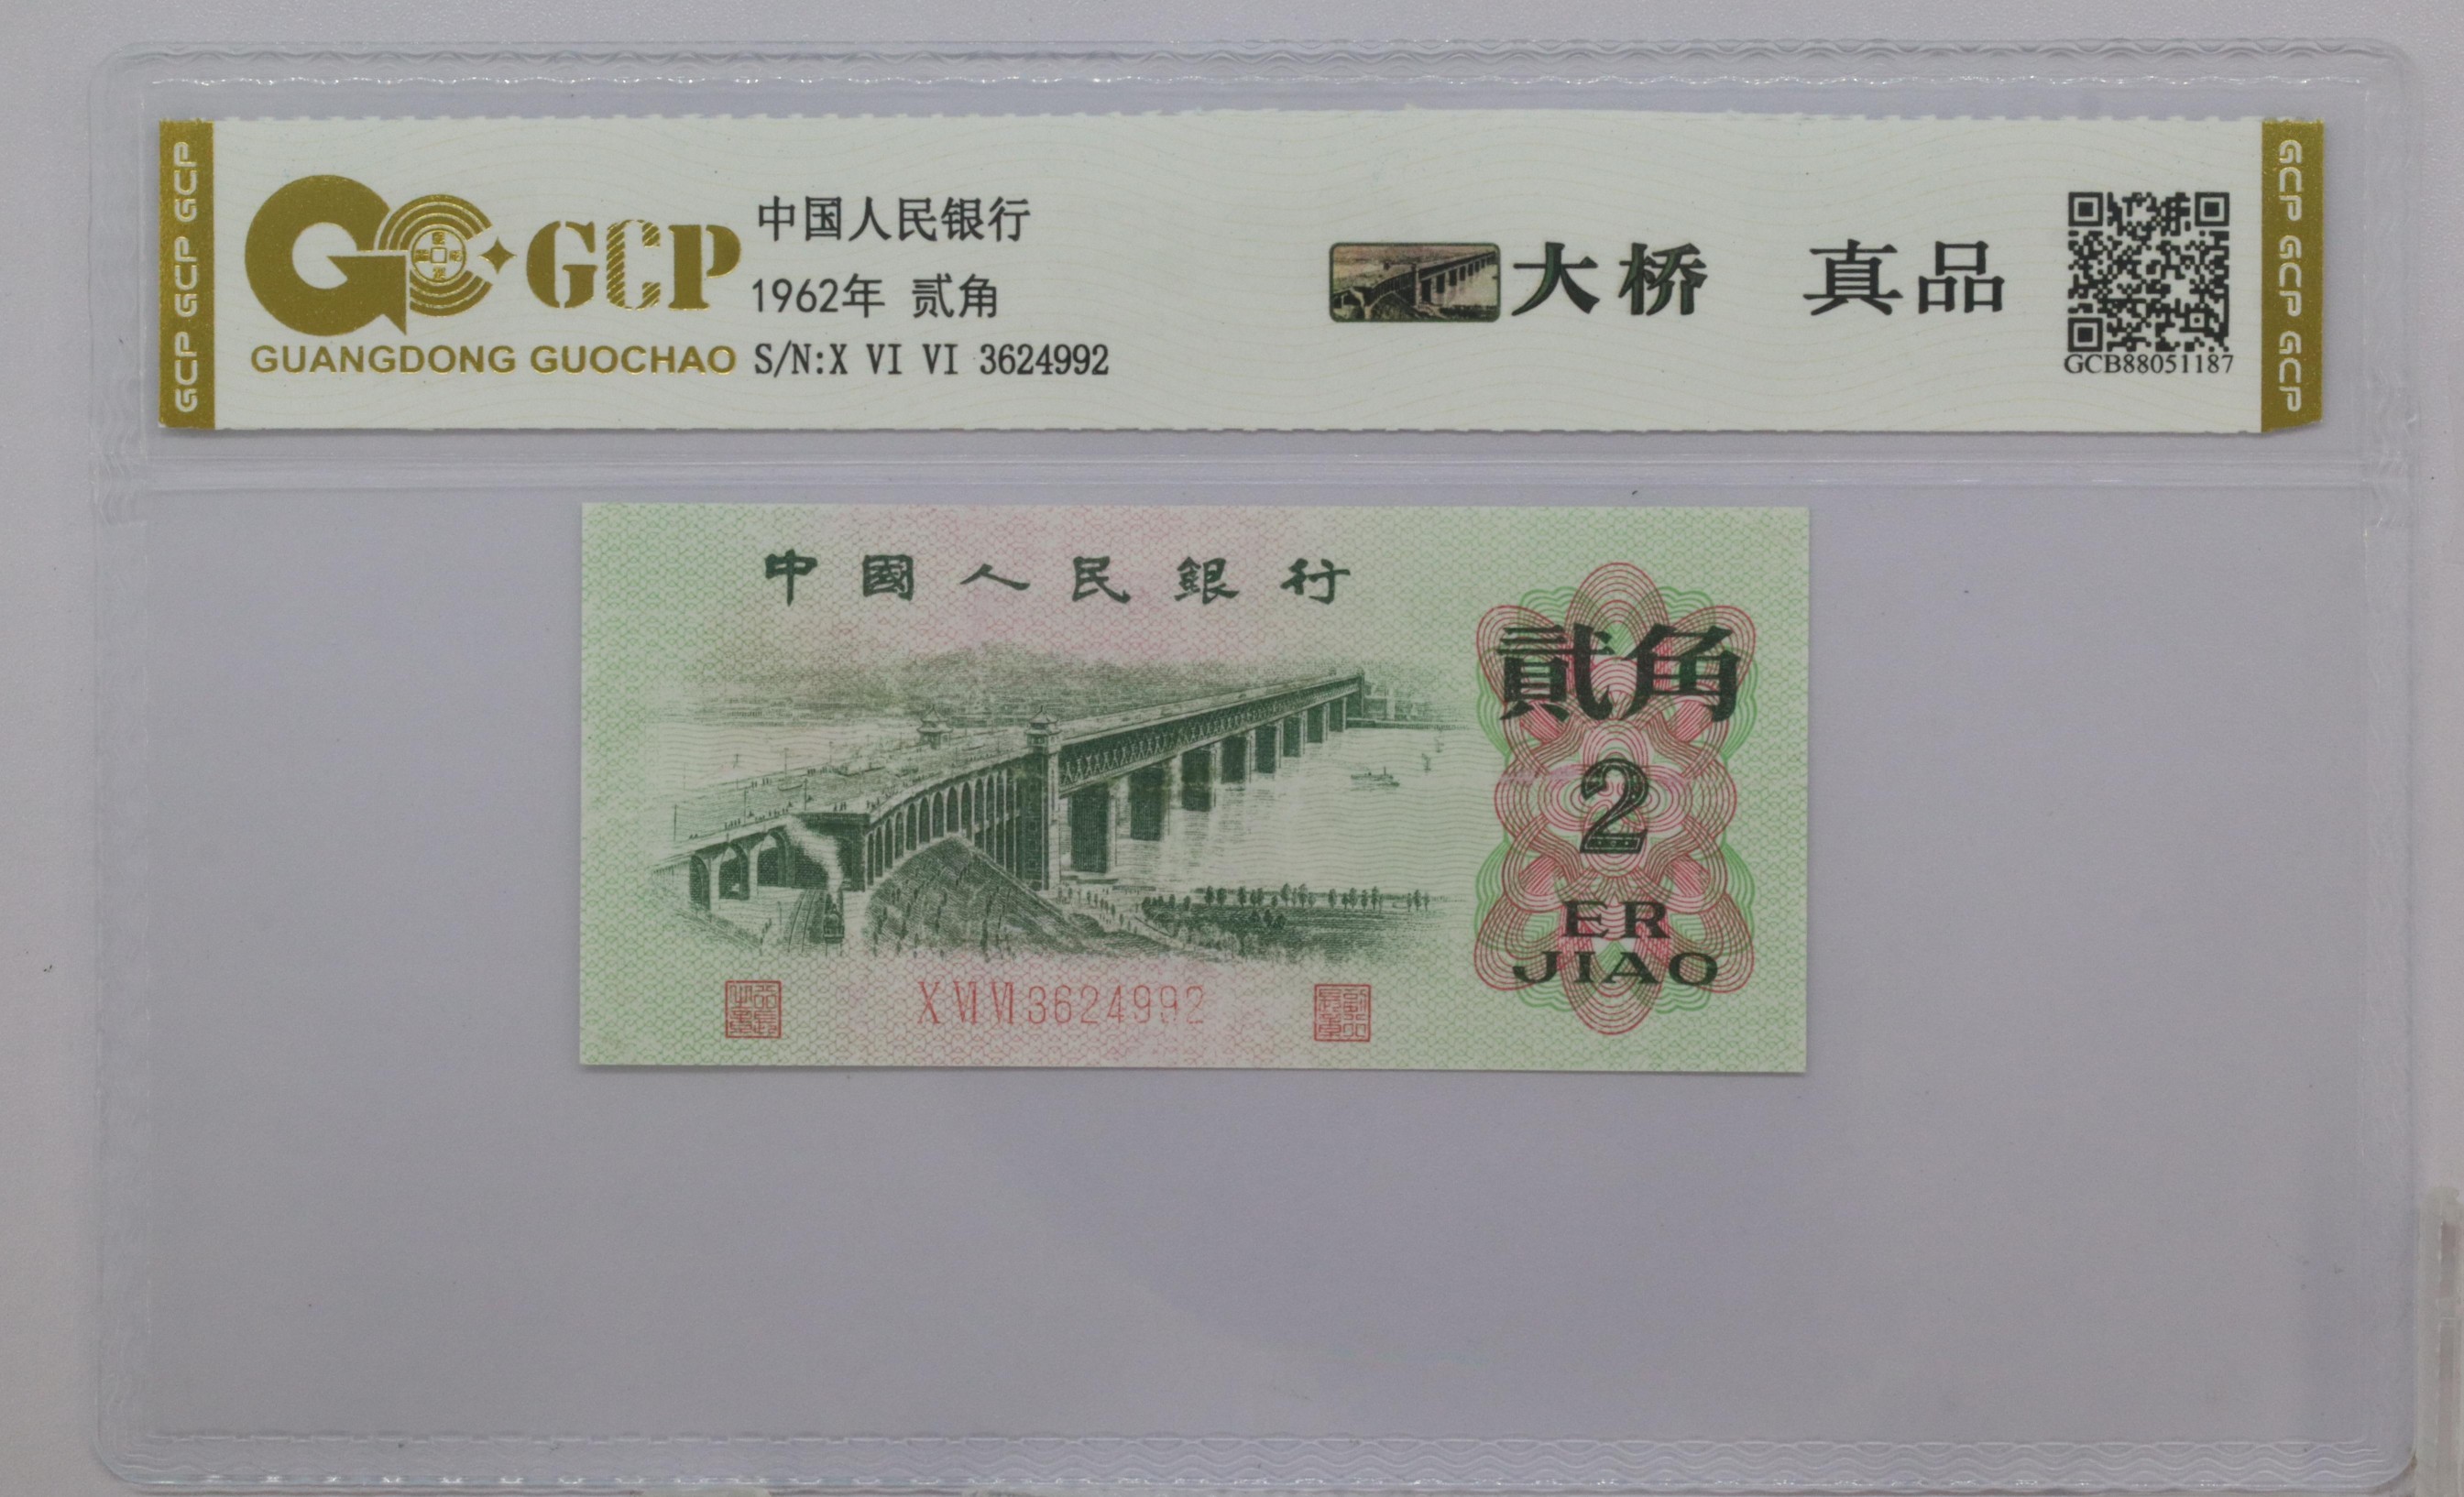 GCP GCP GCP
GCP
GUANGDONG GUOCHAO
中国人民银行
1962年 贰角
S/N:X VI VI 3624992
大桥 真品
GCB88051187
GCP GCP GCP
中國人民銀行
貳角
2
ER
JIAO
X VI VI 3624992